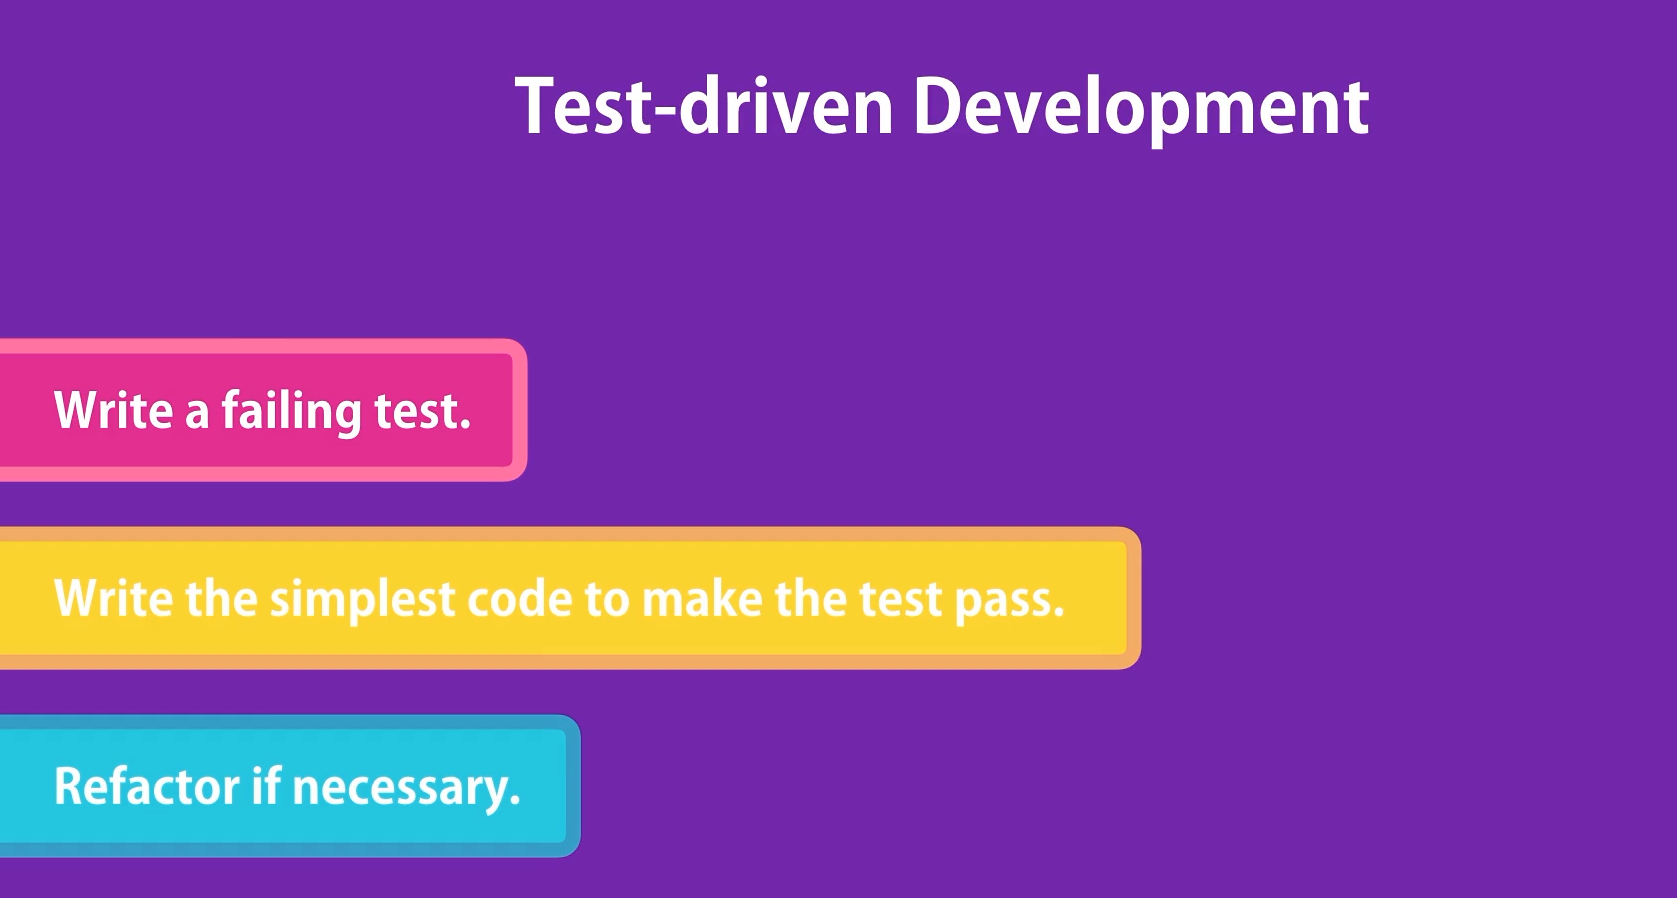 Test-driven Development
Write a failing test.
Write the simplest code to make the test pass.
Refactor if necessary.